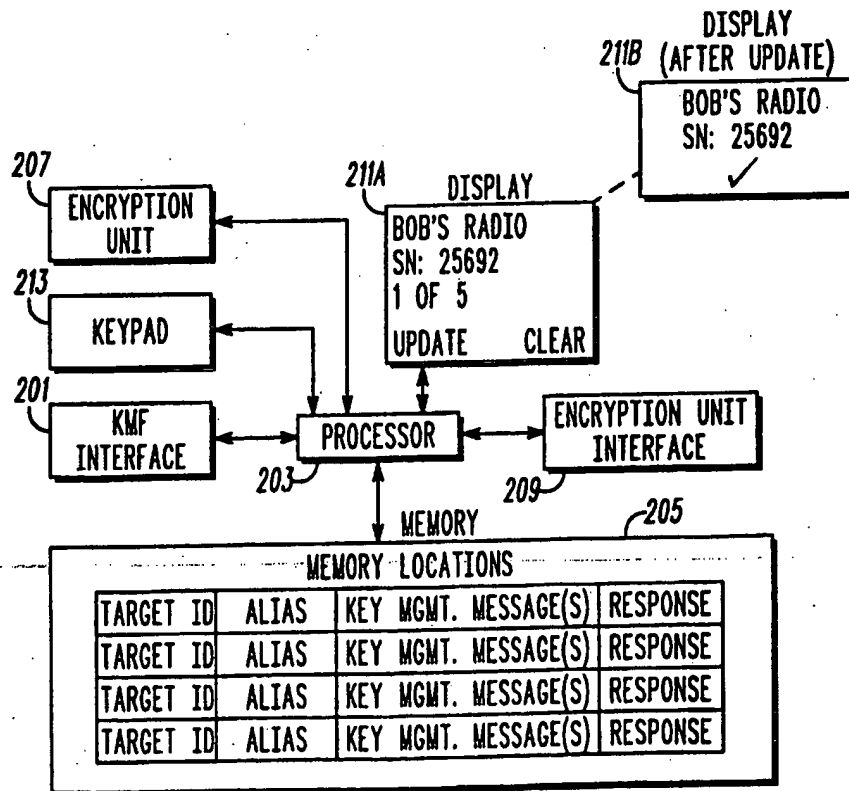 DISPLAY
(AFTER UPDATE)
211B
BOB'S RADIO
SN: 25692
✓
207
ENCRYPTION
UNIT
211A
DISPLAY
BOB'S RADIO
SN: 25692
1 OF 5
UPDATE CLEAR
213
KEYPAD
201
KMF
INTERFACE
PROCESSOR
203
ENCRYPTION UNIT
INTERFACE
209
MEMORY
205
MEMORY LOCATIONS
TARGET ID ALIAS KEY MGMT. MESSAGE(S) RESPONSE
TARGET ID ALIAS KEY MGMT. MESSAGE(S) RESPONSE
TARGET ID ALIAS KEY MGMT. MESSAGE(S) RESPONSE
TARGET ID ALIAS KEY MGMT. MESSAGE(S) RESPONSE